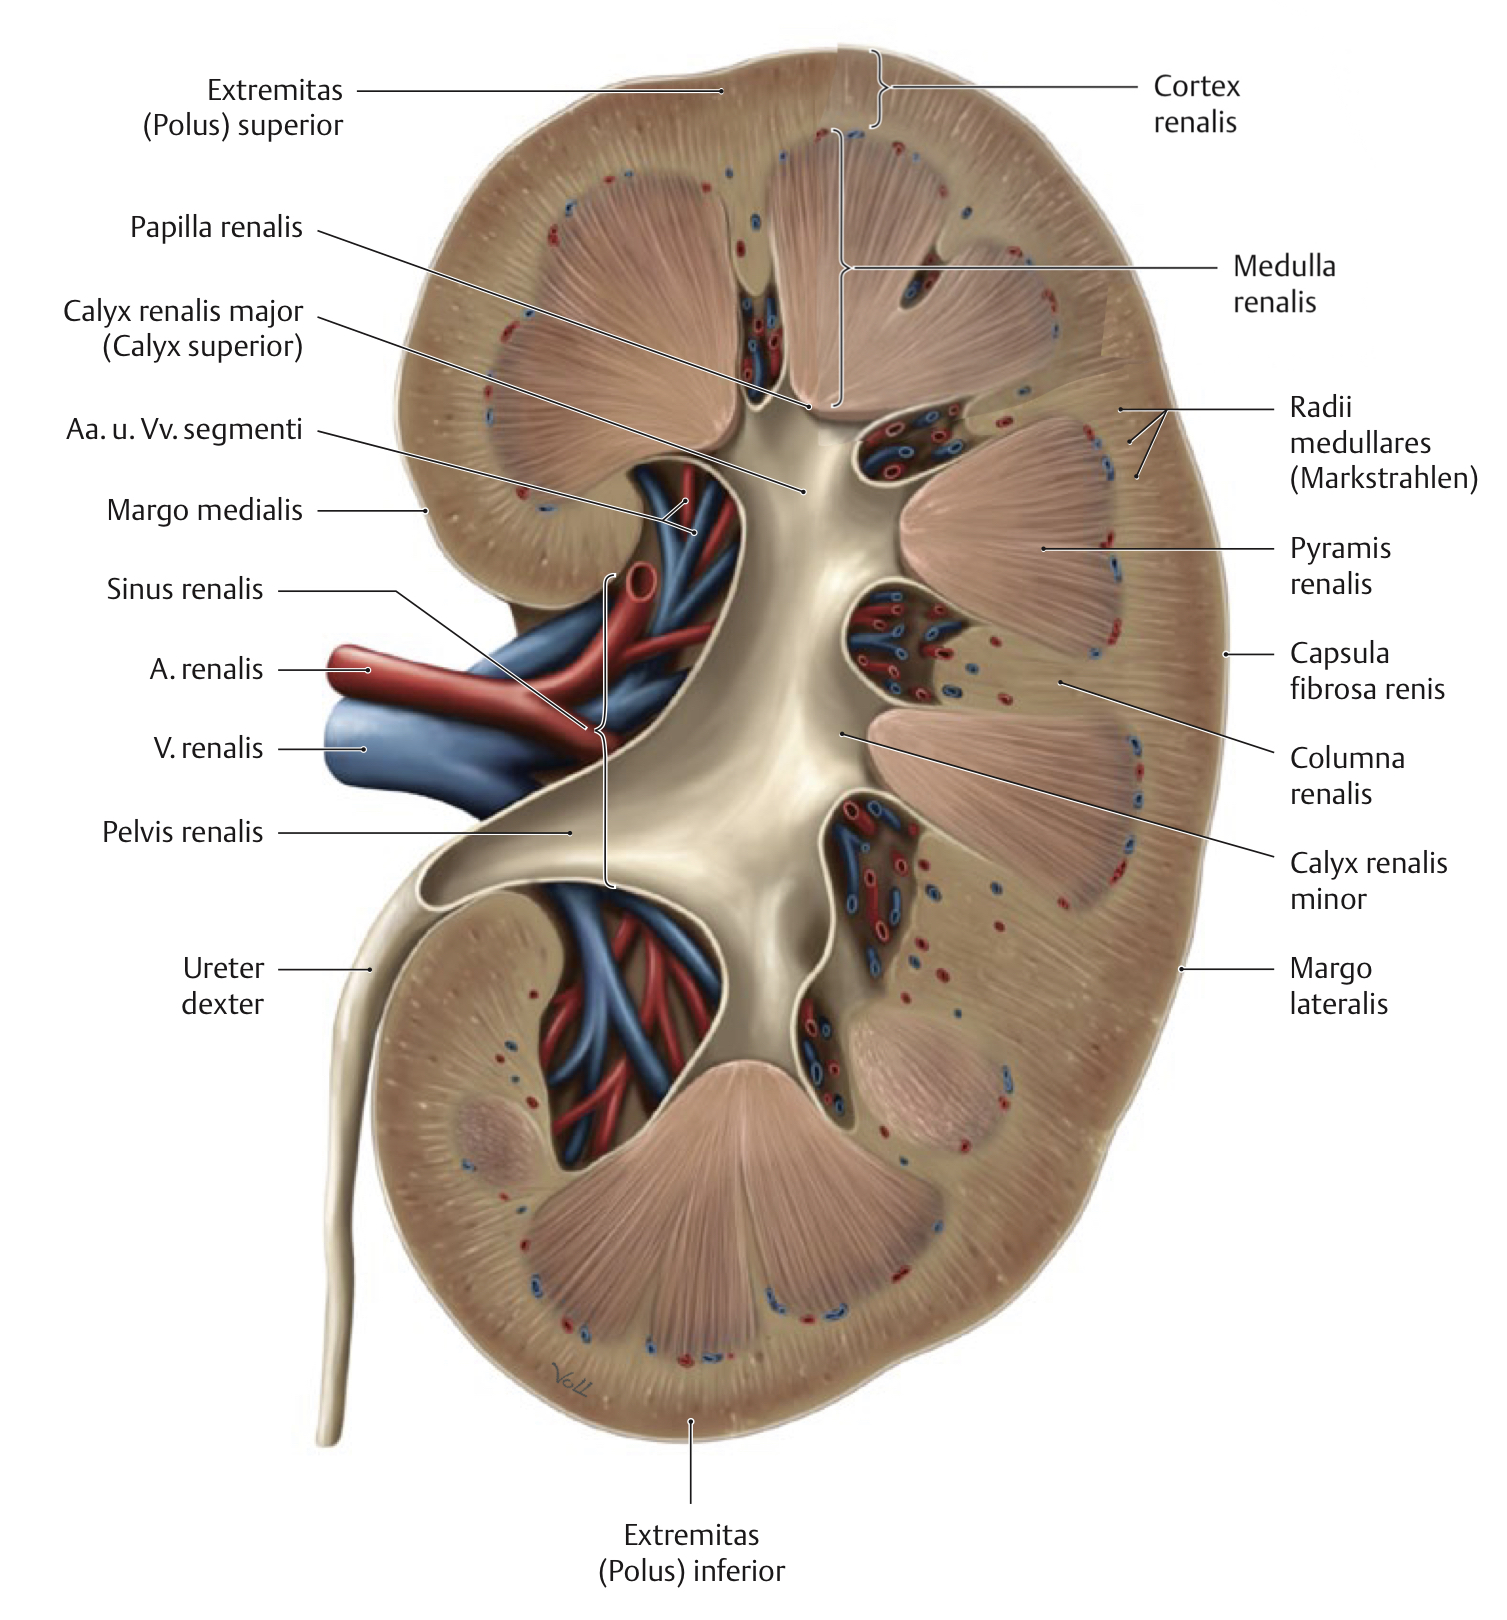 Extremitas
(Polus) superior
Papilla renalis
Calyx renalis major
(Calyx superior)
Aa. u. Vv. segmenti
Margo medialis
Sinus renalis
A. renalis
V. renalis
Pelvis renalis
Ureter
dexter
Cortex
renalis
Medulla
renalis
Radii
medullares
(Markstrahlen)
Pyramis
renalis
Capsula
fibrosa renis
Columna
renalis
Calyx renalis
minor
Margo
lateralis
Voll
Extremitas
(Polus) inferior